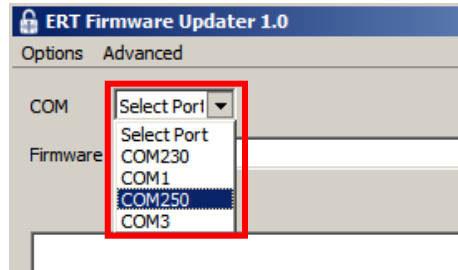 ERT Firmware Updater 1.0
Options Advanced
COM Select Port
Select Port
Firmware COM230
COM1
COM250
COM3